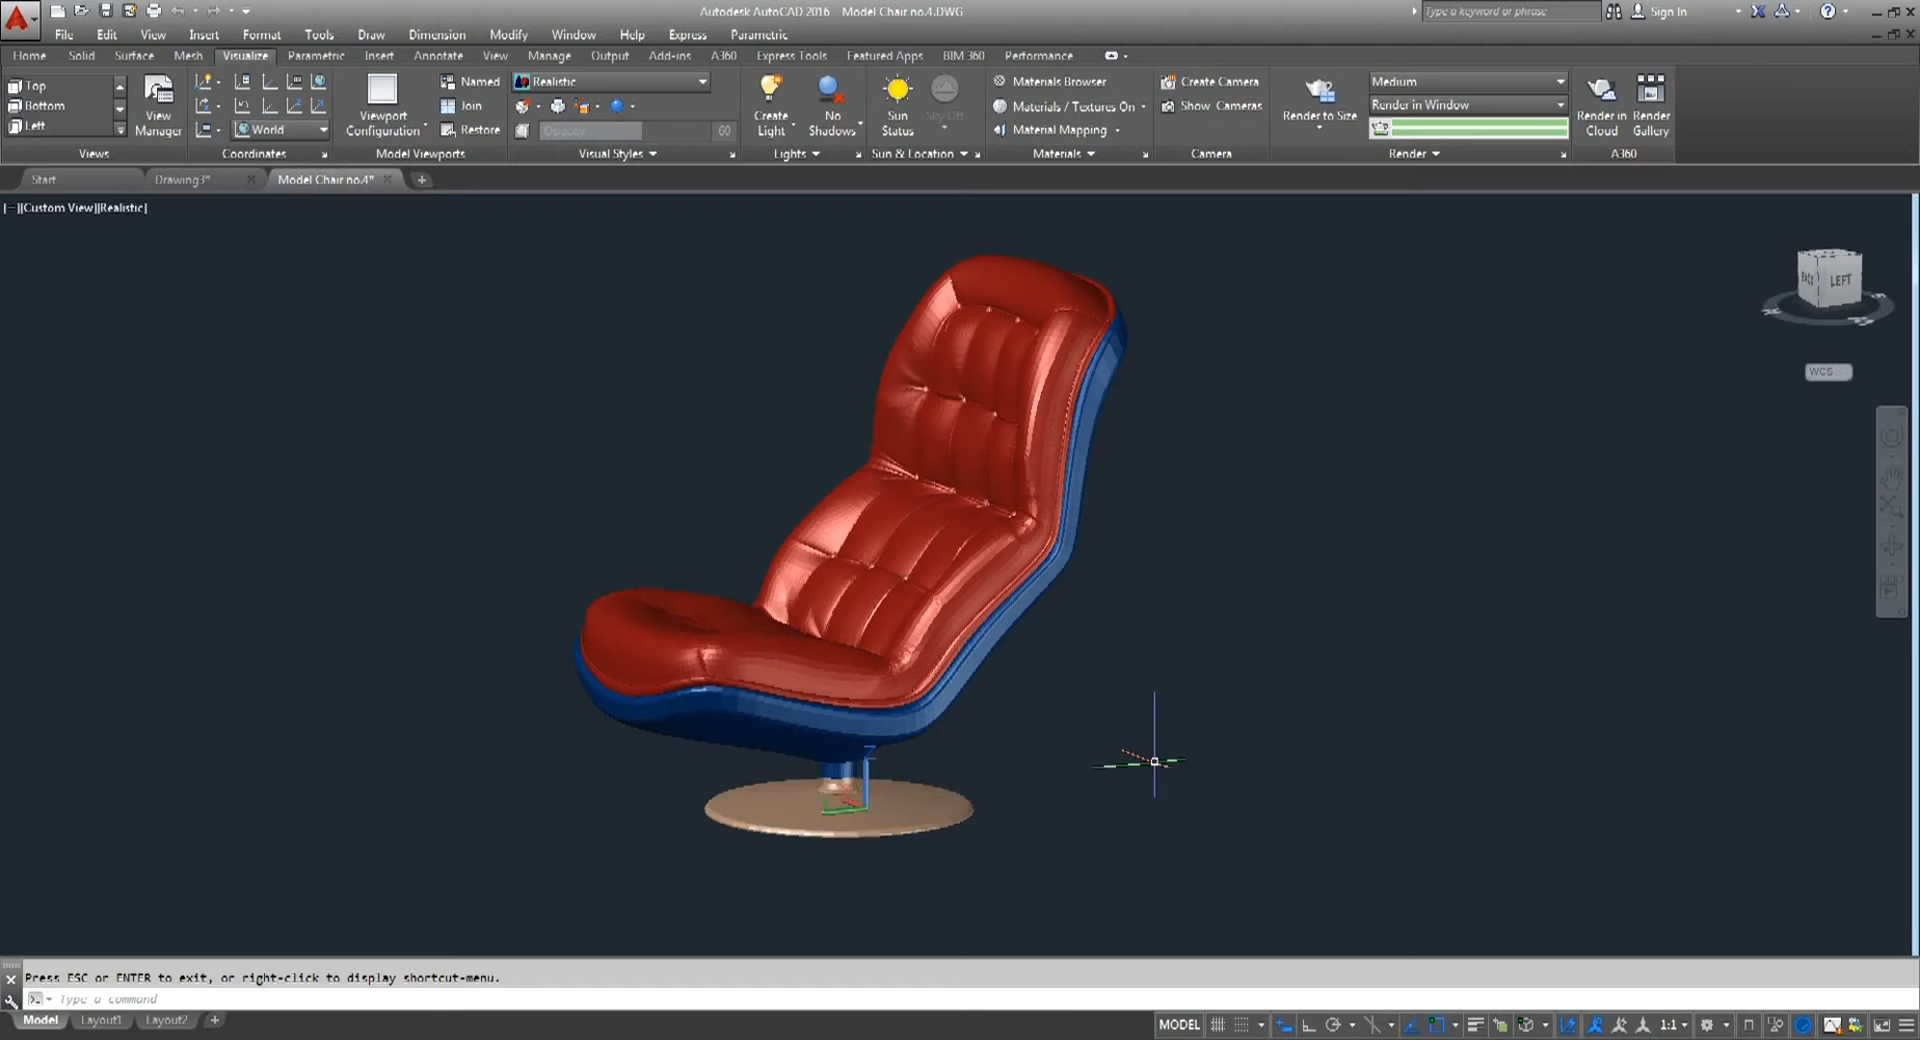 Autodesk AutoCAD 2016 Model Chair no.4.DWG
Type a keyword or phrase
Sign In
File Edit View Insert Format Tools Draw Dimension Modify Window Help Express Parametric
Home Solid Surface Mesh Visualize Parametric Insert Annotate View Manage Output Add-ins A360 Express Tools Featured Apps BIM 360 Performance
Top
Bottom
Left
View Manager
Views
World
Coordinates
Viewport Configuration
Named
Join
Restore
Model Viewports
Realistic
Opacity 60
Visual Styles
Create Light
No Shadows
Lights
Sun Status
Sky Off
Sun & Location
Materials Browser
Materials / Textures On
Material Mapping
Materials
Create Camera
Show Cameras
Camera
Render to Size
Medium
Render in Window
Render
Render in Cloud
Render Gallery
A360
Start Drawing3* Model Chair no.4*
[−][Custom View][Realistic]
LEFT
WCS
Press ESC or ENTER to exit, or right-click to display shortcut-menu.
Type a command
Model Layout1 Layout2 +
MODEL 1:1